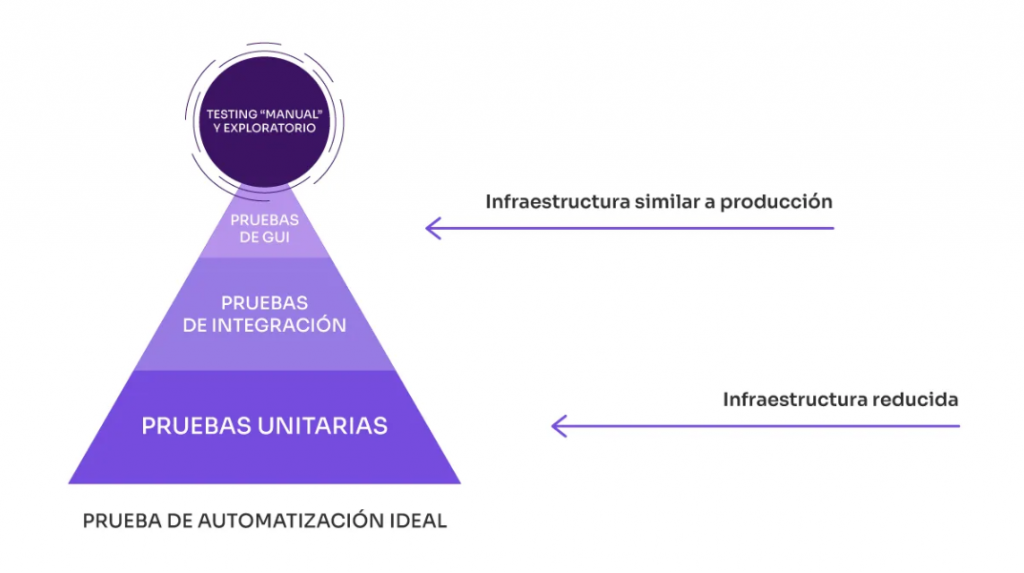 TESTING “MANUAL”
Y EXPLORATORIO
PRUEBAS
DE GUI
Infraestructura similar a producción
PRUEBAS
DE INTEGRACIÓN
PRUEBAS UNITARIAS
Infraestructura reducida
PRUEBA DE AUTOMATIZACIÓN IDEAL